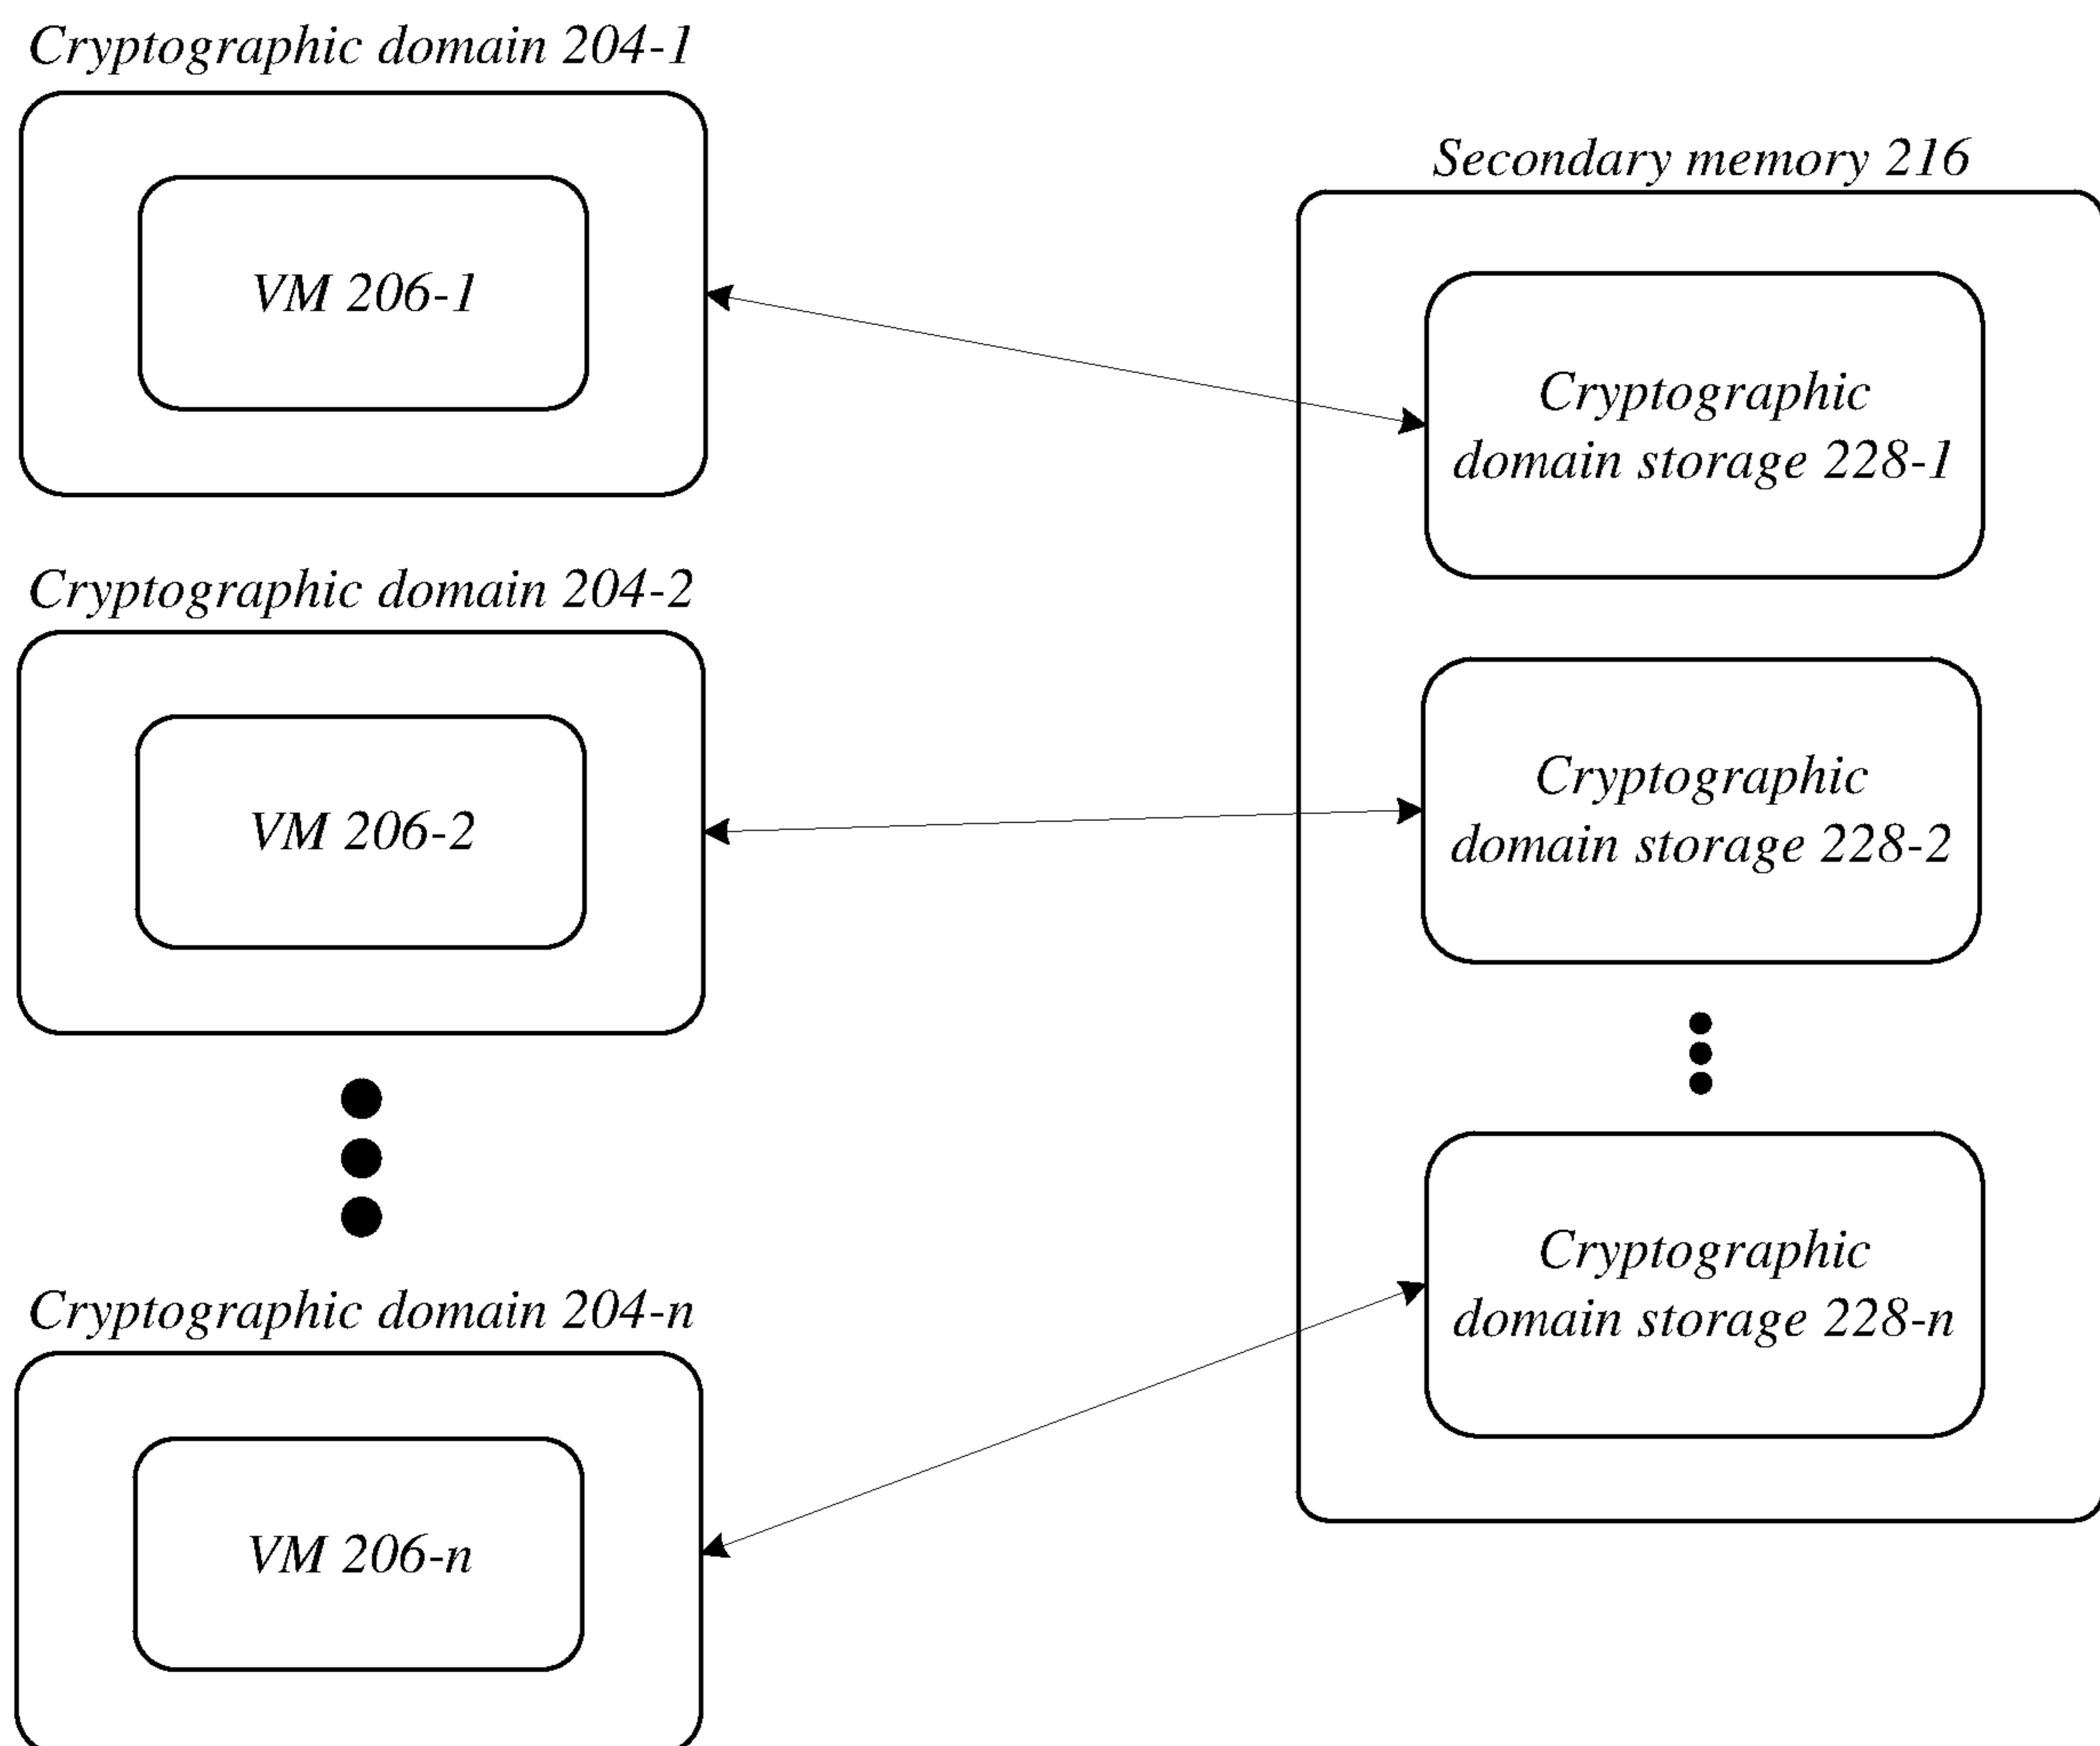 Cryptographic domain 204-1
VM 206-1
Cryptographic domain 204-2
VM 206-2
Cryptographic domain 204-n
VM 206-n
Secondary memory 216
Cryptographic
domain storage 228-1
Cryptographic
domain storage 228-2
Cryptographic
domain storage 228-n